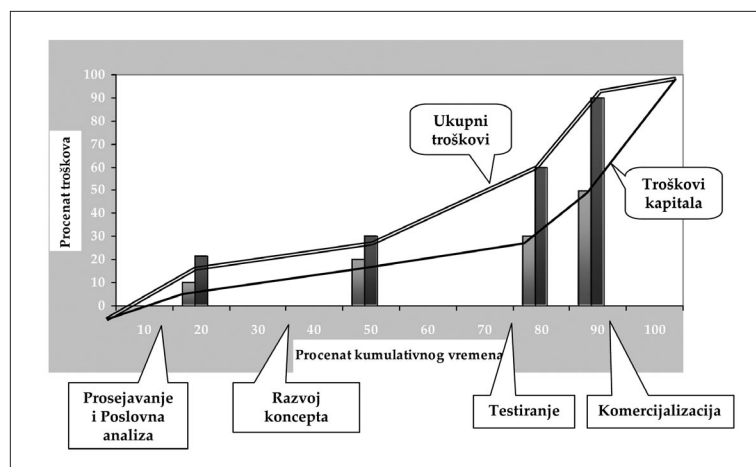 100
90
80
70
60
50
40
30
20
10
0
Procenat troškova
Ukupni
troškovi
Troškovi
kapitala
10 20 30 40 50 60 70 80 90 100
Procenat kumulativnog vremena
Prosejavanje
i Poslovna
analiza
Razvoj
koncepta
Testiranje
Komercijalizacija